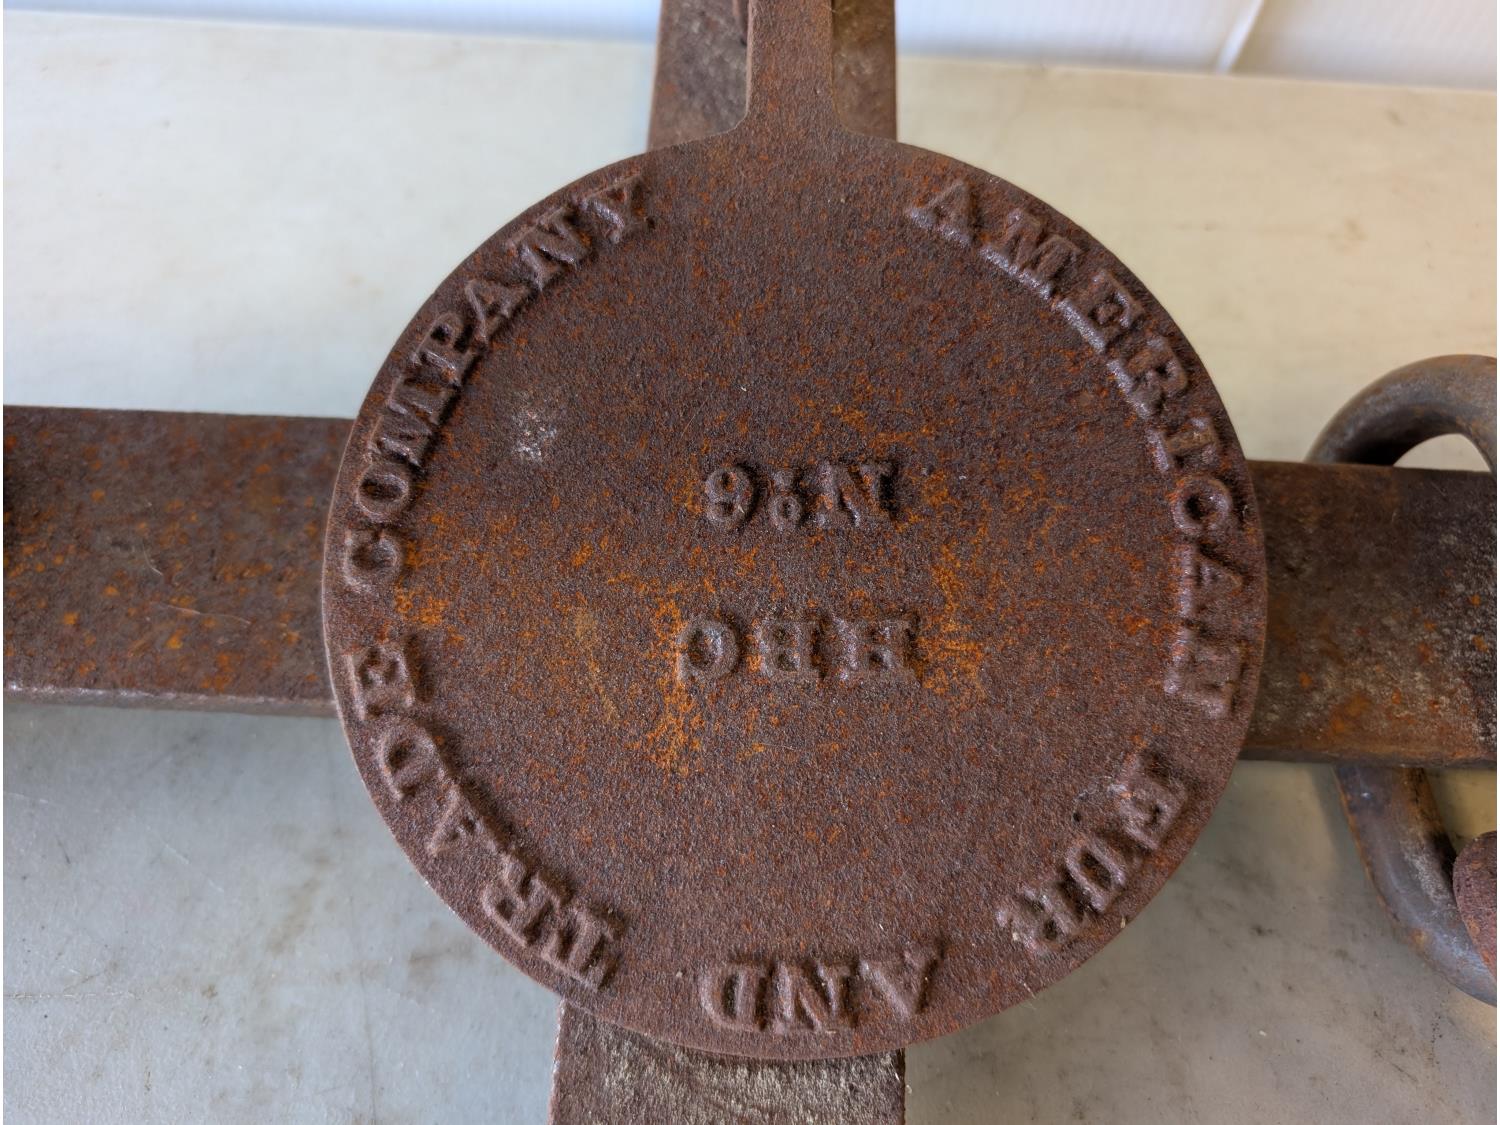 AMERICAN FUR AND TRADE COMPANY
HBC
Nº 6